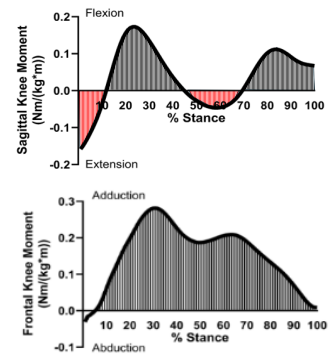 Flexion
Sagittal Knee Moment
(Nm/(kg*m))
0.2
0.1
0.0
-0.1
-0.2
10 20 30 40 50 60 70 80 90 100
% Stance
Extension
Adduction
Frontal Knee Moment
(Nm/(kg*m))
0.3
0.2
0.1
0.0
-0.1
10 20 30 40 50 60 70 80 90 100
% Stance
Abduction